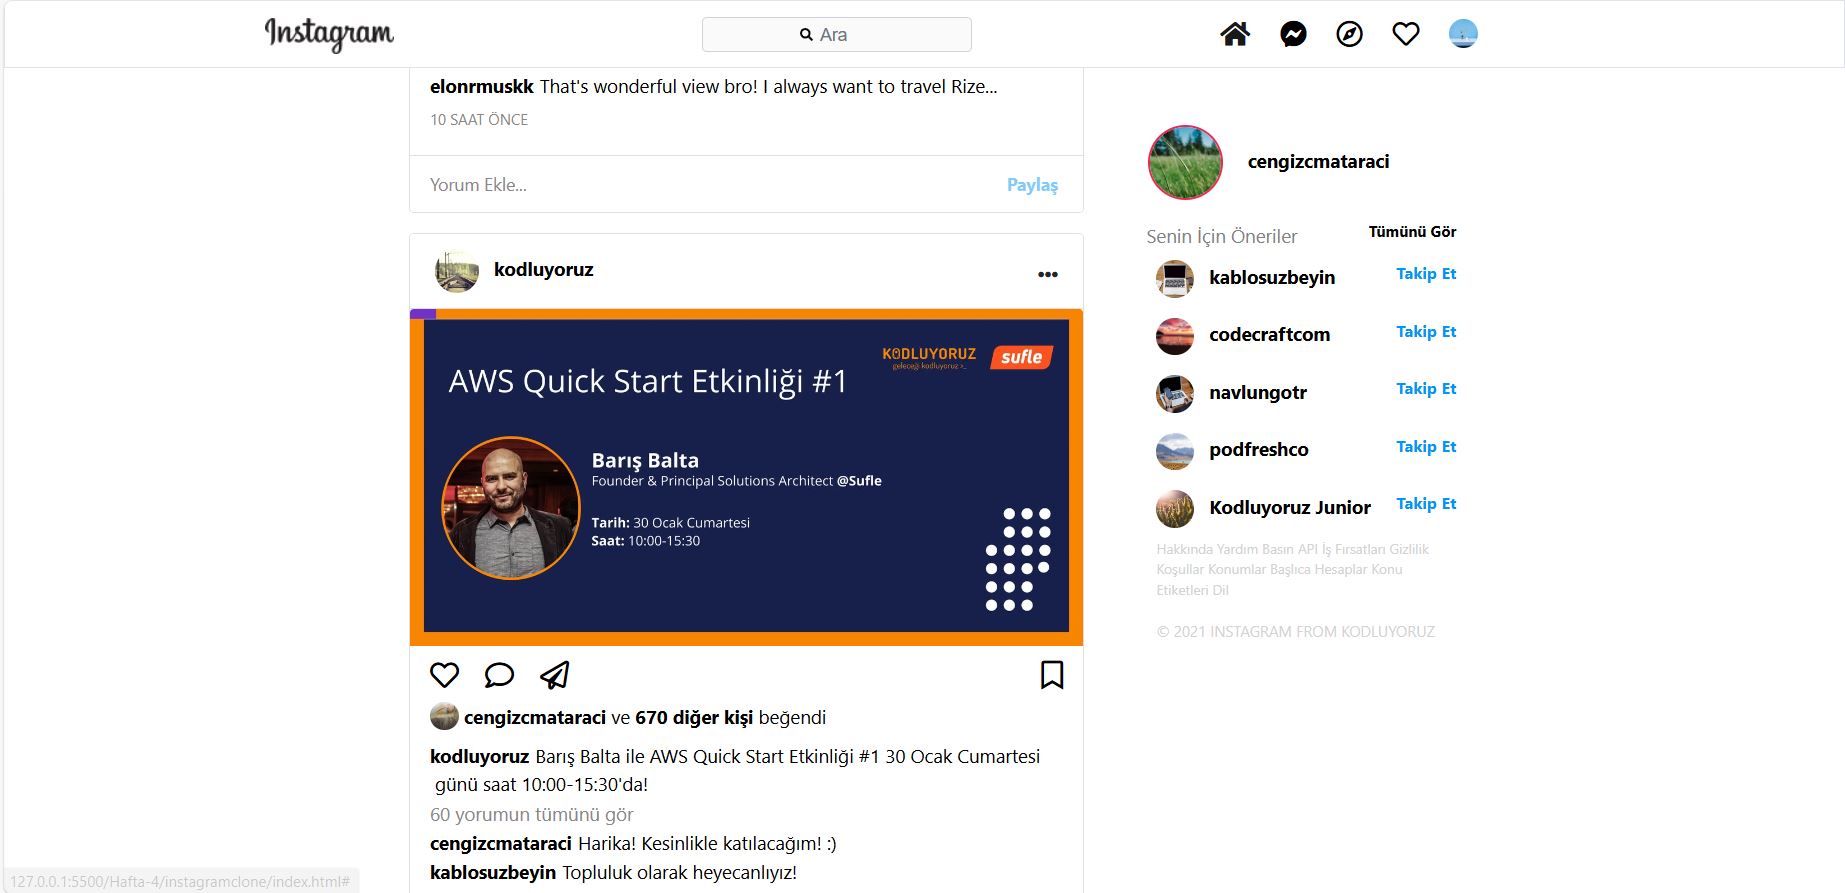 Instagram
Ara
elonrmuskk That's wonderful view bro! I always want to travel Rize...
10 SAAT ÖNCE
Yorum Ekle...
Paylaş
kodluyoruz
KODLUYORUZ
geleceği kodluyoruz >_
sufle
AWS Quick Start Etkinliği #1
Barış Balta
Founder & Principal Solutions Architect @Sufle
Tarih: 30 Ocak Cumartesi
Saat: 10:00-15:30
cengizcmataraci ve 670 diğer kişi beğendi
kodluyoruz Barış Balta ile AWS Quick Start Etkinliği #1 30 Ocak Cumartesi
günü saat 10:00-15:30'da!
60 yorumun tümünü gör
cengizcmataraci Harika! Kesinlikle katılacağım! :)
kablosuzbeyin Topluluk olarak heyecanlıyız!
cengizcmataraci
Senin İçin Öneriler
Tümünü Gör
kablosuzbeyin
Takip Et
codecraftcom
Takip Et
navlungotr
Takip Et
podfreshco
Takip Et
Kodluyoruz Junior
Takip Et
Hakkında Yardım Basın API İş Fırsatları Gizlilik
Koşullar Konumlar Başlıca Hesaplar Konu
Etiketleri Dil
© 2021 INSTAGRAM FROM KODLUYORUZ
127.0.0.1:5500/Hafta-4/instagramclone/index.html#